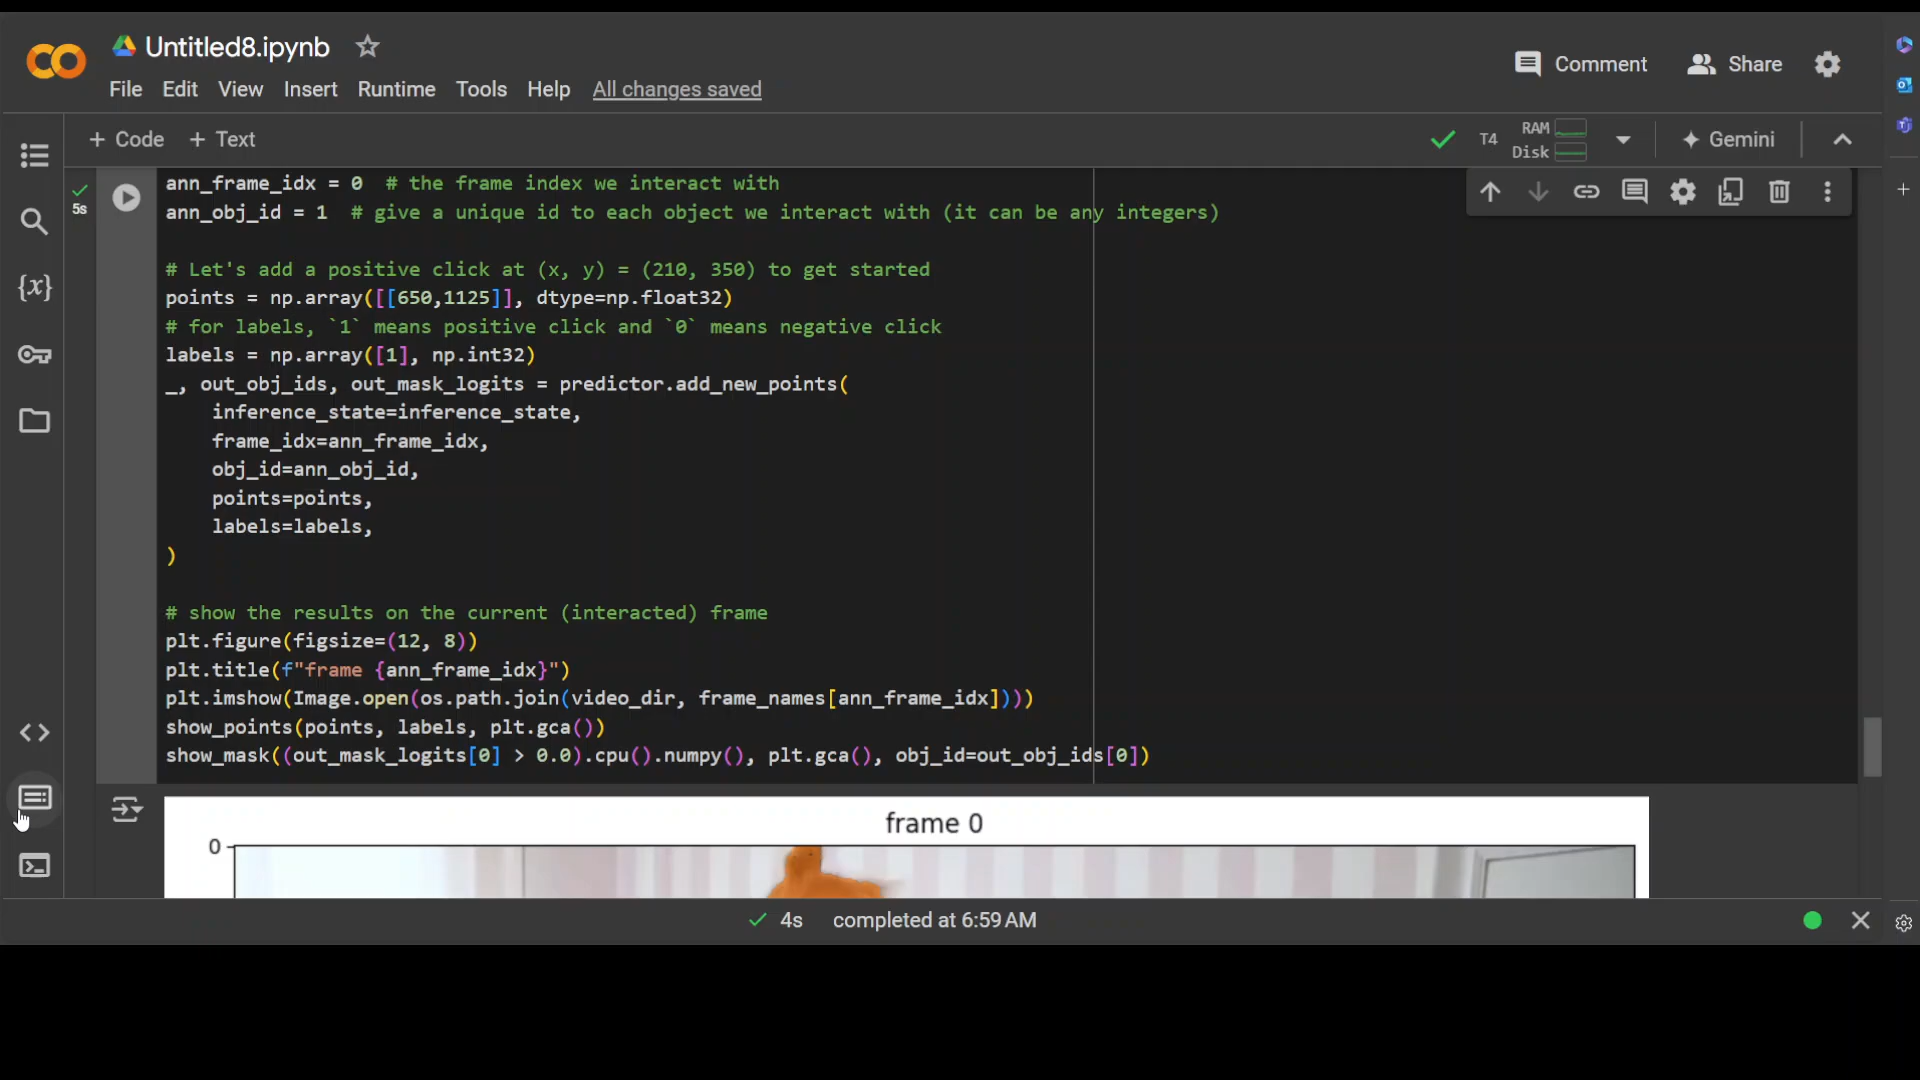 Untitled8.ipynb
Comment
Share
File Edit View Insert Runtime Tools Help All changes saved
+ Code + Text
T4
RAM
Disk
Gemini
5s
ann_frame_idx = 0  # the frame index we interact with
ann_obj_id = 1  # give a unique id to each object we interact with (it can be any integers)
# Let's add a positive click at (x, y) = (210, 350) to get started
points = np.array([[650,1125]], dtype=np.float32)
# for labels, `1` means positive click and `0` means negative click
labels = np.array([1], np.int32)
_, out_obj_ids, out_mask_logits = predictor.add_new_points(
    inference_state=inference_state,
    frame_idx=ann_frame_idx,
    obj_id=ann_obj_id,
    points=points,
    labels=labels,
)
# show the results on the current (interacted) frame
plt.figure(figsize=(12, 8))
plt.title(f"frame {ann_frame_idx}")
plt.imshow(Image.open(os.path.join(video_dir, frame_names[ann_frame_idx])))
show_points(points, labels, plt.gca())
show_mask((out_mask_logits[0] > 0.0).cpu().numpy(), plt.gca(), obj_id=out_obj_ids[0])
frame 0
0
4s completed at 6:59 AM